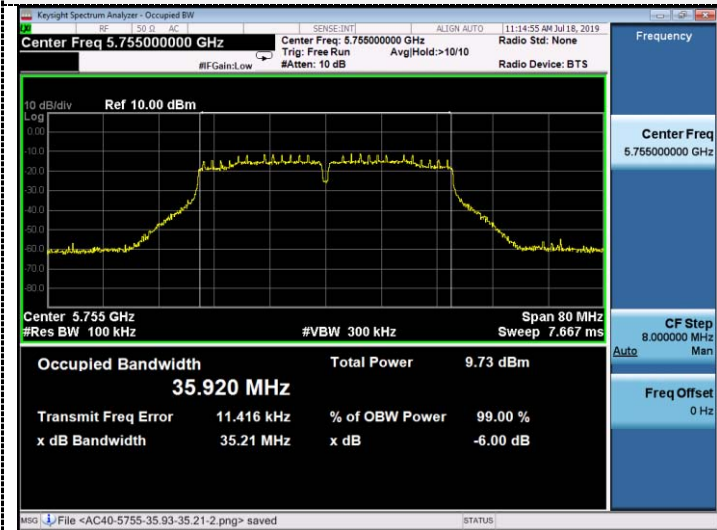 Keysight Spectrum Analyzer - Occupied BW
RF 50 Ω AC SENSE:INT ALIGN AUTO 11:14:55 AM Jul 18, 2019
Center Freq 5.755000000 GHz Center Freq: 5.755000000 GHz Radio Std: None Frequency
Trig: Free Run Avg|Hold:>10/10
#IFGain:Low #Atten: 10 dB Radio Device: BTS
10 dB/div Ref 10.00 dBm
Log
0.00
-10.0
-20.0
-30.0
-40.0
-50.0
-60.0
-70.0
-80.0
Center Freq
5.755000000 GHz
Center 5.755 GHz Span 80 MHz
#Res BW 100 kHz #VBW 300 kHz Sweep 7.667 ms
CF Step
8.000000 MHz
Auto Man
Occupied Bandwidth Total Power 9.73 dBm
35.920 MHz
Freq Offset
0 Hz
Transmit Freq Error 11.416 kHz % of OBW Power 99.00 %
x dB Bandwidth 35.21 MHz x dB -6.00 dB
MSG File <AC40-5755-35.93-35.21-2.png> saved STATUS